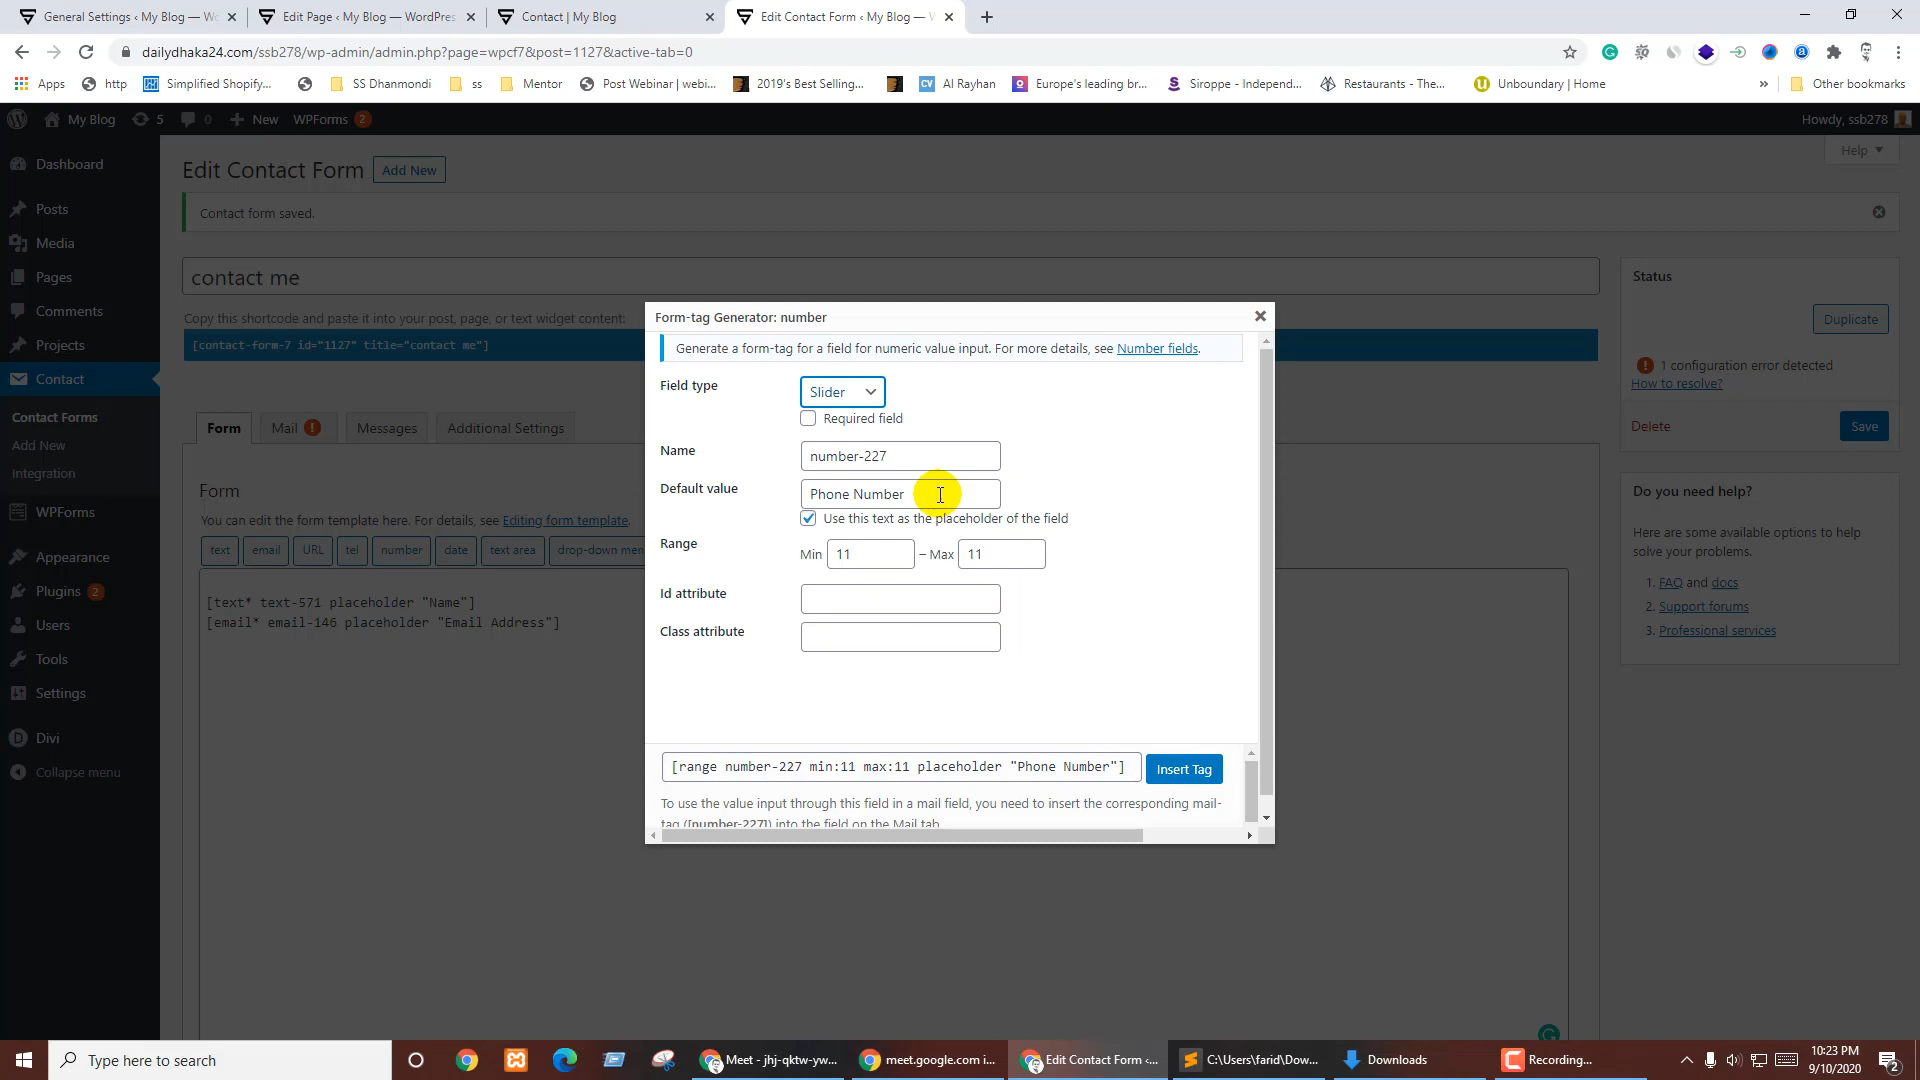 General Settings ‹ My Blog — Wo
Edit Page ‹ My Blog — WordPres
Contact | My Blog
Edit Contact Form ‹ My Blog — W
dailydhaka24.com/ssb278/wp-admin/admin.php?page=wpcf7&post=1127&active-tab=0
Apps
http
Simplified Shopify...
SS Dhanmondi
ss
Mentor
Post Webinar | webi...
2019's Best Selling...
CV
Al Rayhan
Europe's leading br...
Siroppe - Independ...
Restaurants - The...
Unboundary | Home
»
Other bookmarks
My Blog
5
0
New
WPForms 2
Howdy, ssb278
Dashboard
Posts
Media
Pages
Comments
Projects
Contact
Contact Forms
Add New
Integration
WPForms
Appearance
Plugins 2
Users
Tools
Settings
Divi
Collapse menu
Help
Edit Contact Form
Add New
Contact form saved.
contact me
Copy this shortcode and paste it into your post, page, or text widget content:
[contact-form-7 id="1127" title="contact me"]
Form
Mail !
Messages
Additional Settings
Form
You can edit the form template here. For details, see Editing form template.
text
email
URL
tel
number
date
text area
drop-down men
[text* text-571 placeholder "Name"]
[email* email-146 placeholder "Email Address"]
Form-tag Generator: number
Generate a form-tag for a field for numeric value input. For more details, see Number fields.
Field type
Slider
Required field
Name
number-227
Default value
Phone Number
Use this text as the placeholder of the field
Range
Min 11 – Max 11
Id attribute
Class attribute
[range number-227 min:11 max:11 placeholder "Phone Number"]
Insert Tag
To use the value input through this field in a mail field, you need to insert the corresponding mail-
tag ([number-227]) into the field on the Mail tab.
Status
Duplicate
! 1 configuration error detected
How to resolve?
Delete
Save
Do you need help?
Here are some available options to help
solve your problems.
1. FAQ and docs
2. Support forums
3. Professional services
Type here to search
Meet - jhj-qktw-yw...
meet.google.com i...
Edit Contact Form ‹...
C:\Users\farid\Dow...
Downloads
Recording...
10:23 PM
9/10/2020
2